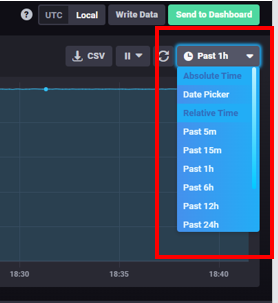 ? UTC Local Write Data Send to Dashboard
CSV Past 1h
Absolute Time
Date Picker
Relative Time
Past 5m
Past 15m
Past 1h
Past 6h
Past 12h
Past 24h
18:30 18:35 18:40